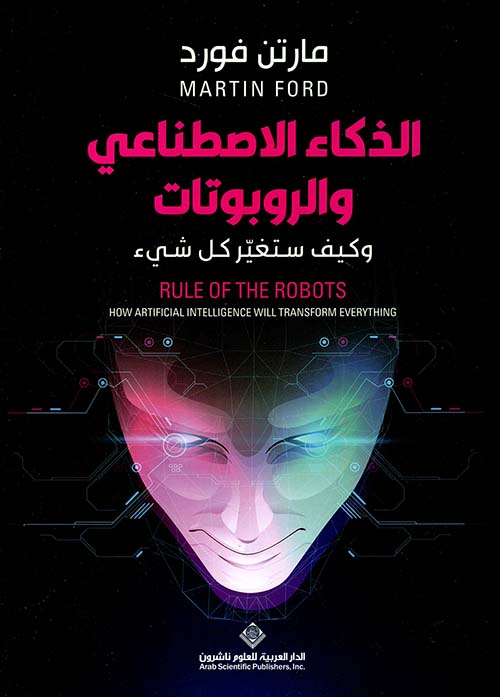 مارتن فورد
MARTIN FORD
الذكاء الاصطناعي
والروبوتات
وكيف ستغيّر كل شيء
RULE OF THE ROBOTS
HOW ARTIFICIAL INTELLIGENCE WILL TRANSFORM EVERYTHING
الدار العربية للعلوم ناشرون
Arab Scientific Publishers, Inc.